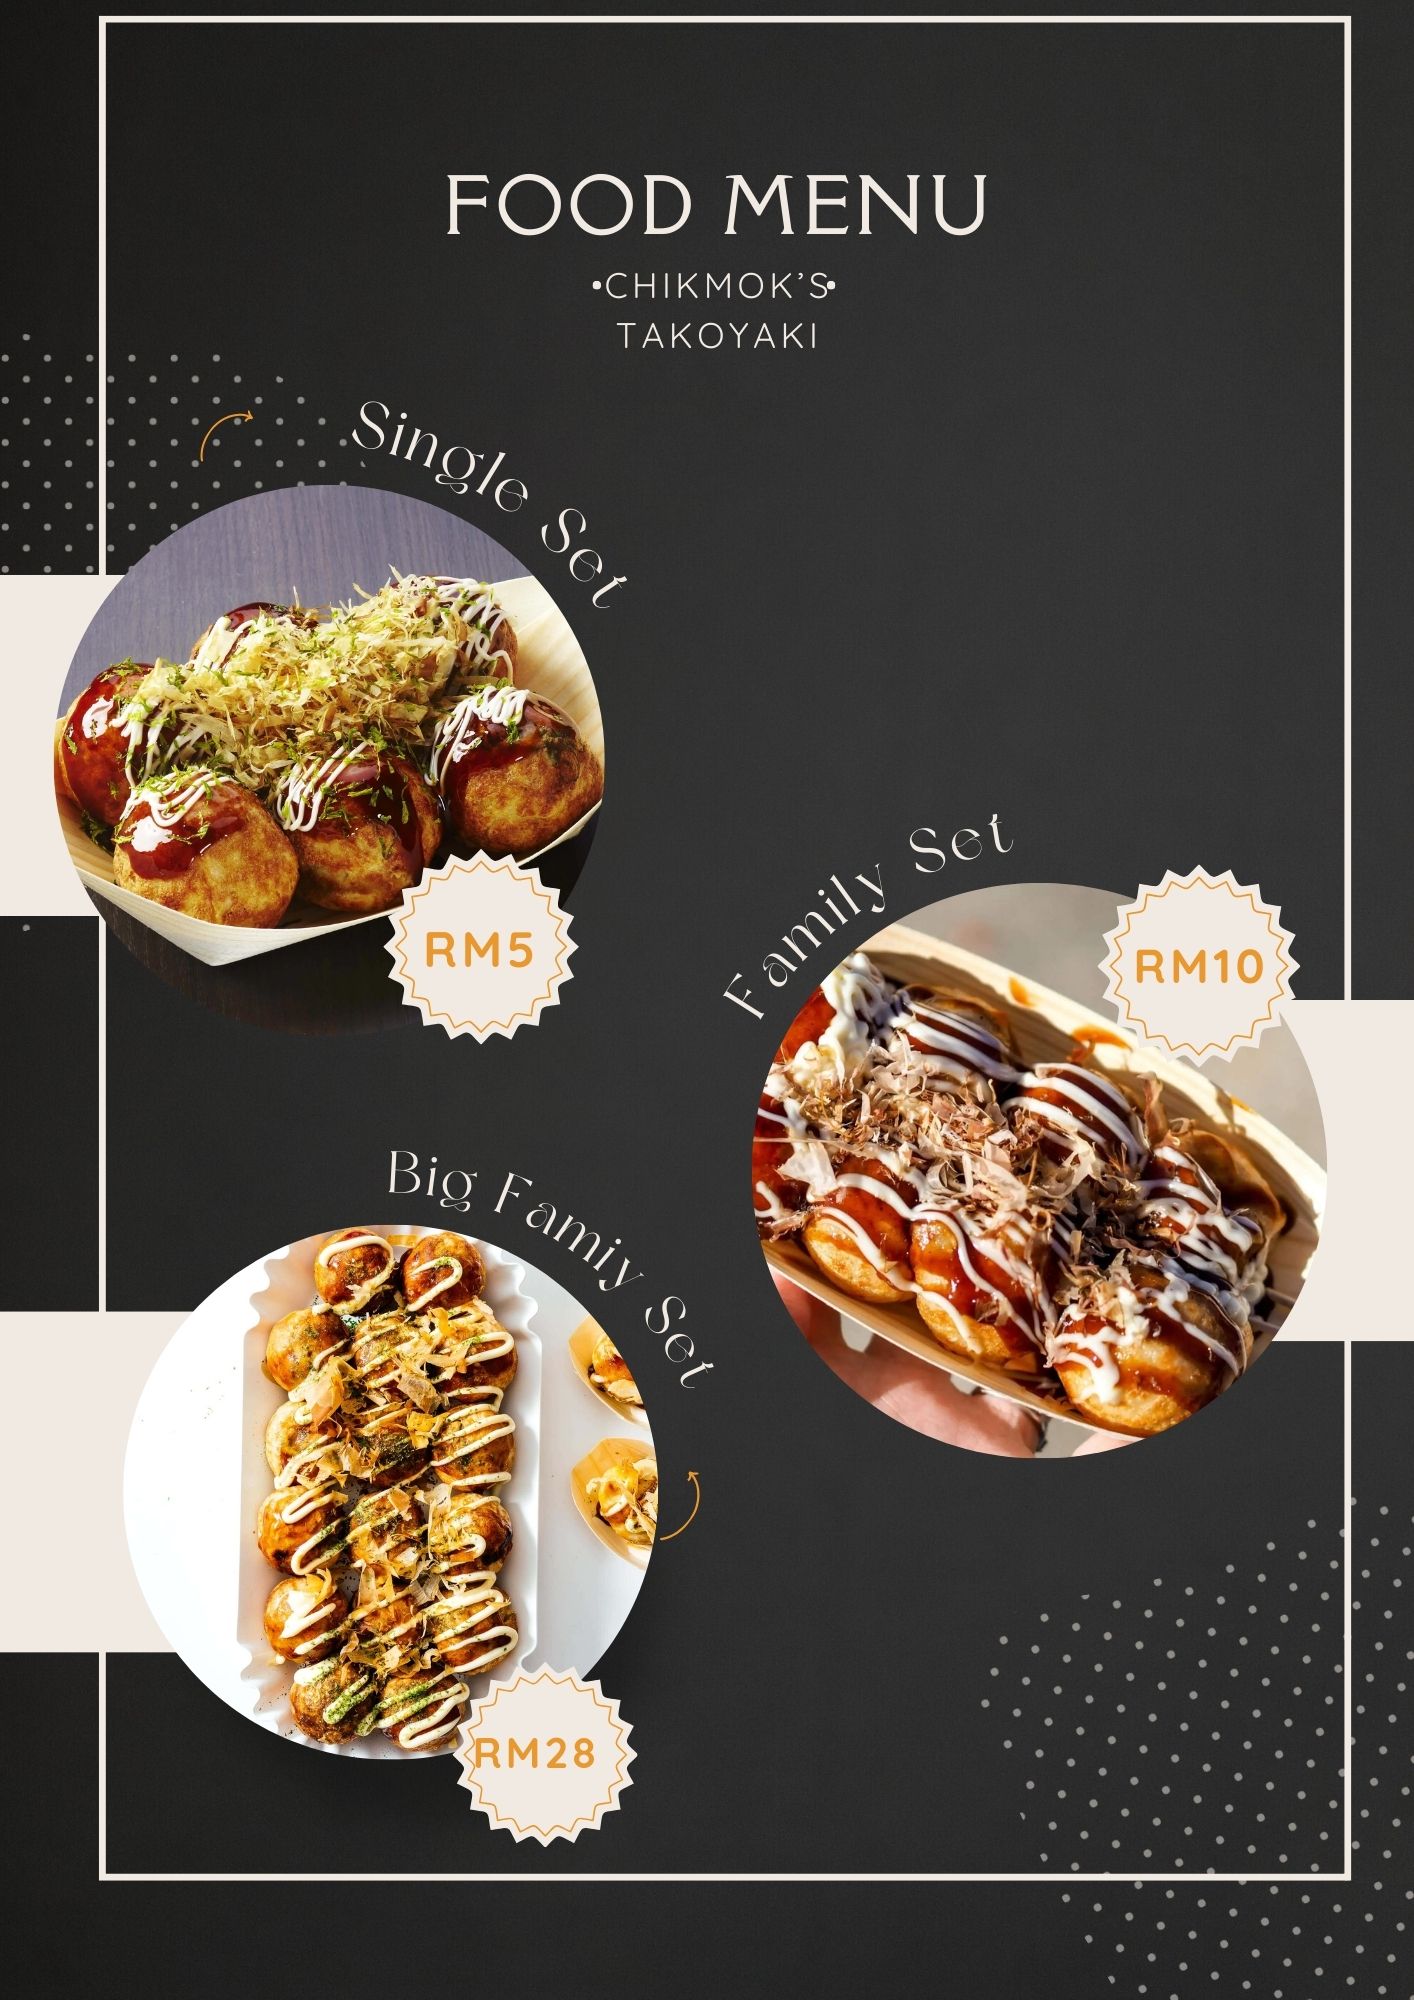 FOOD MENU
•CHIKMOK'S•
TAKOYAKI
Single Set
RM5
Family Set
RM10
Big Famiy Set
RM28